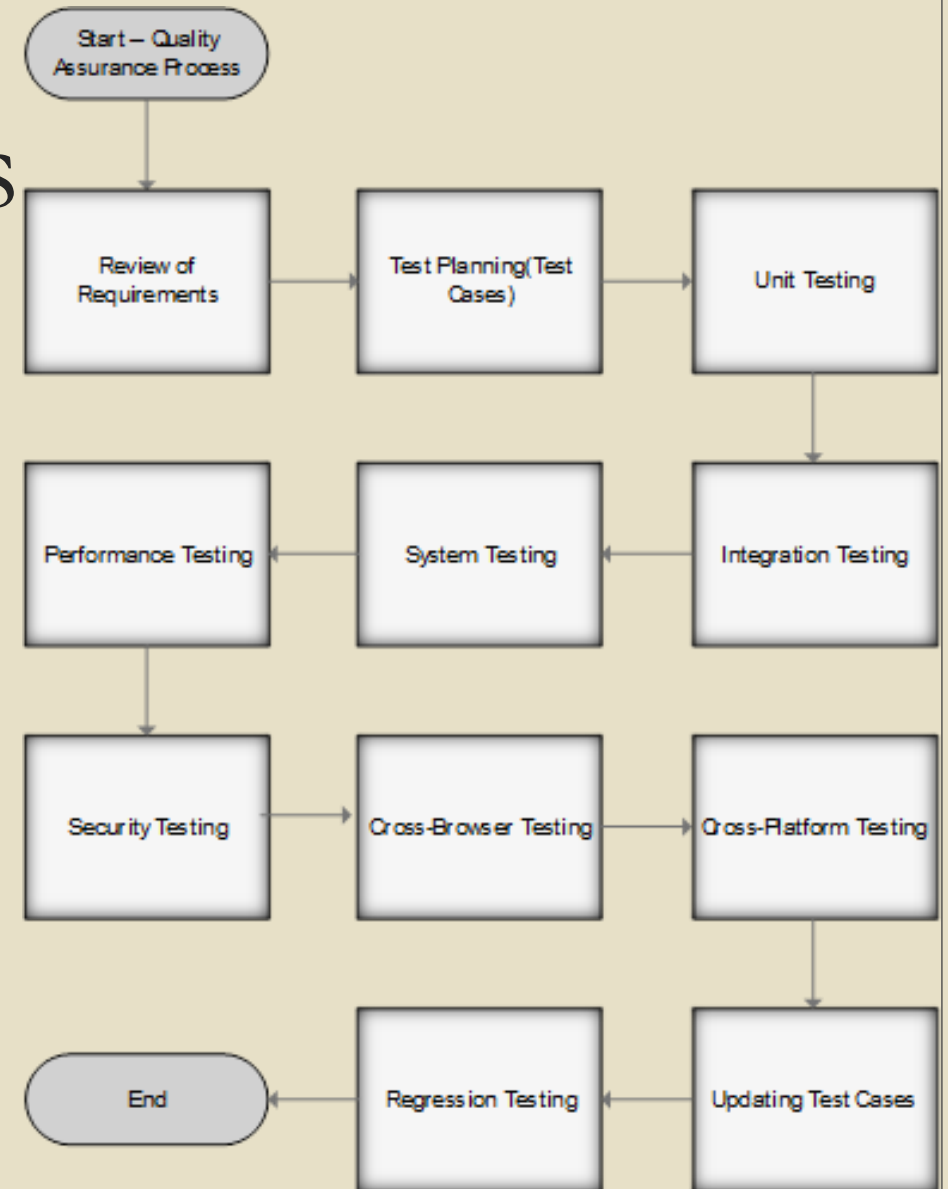 Start – Quality
Assurance Process
s
Review of
Requirements
Test Planning(Test
Cases)
Unit Testing
Integration Testing
System Testing
Performance Testing
Security Testing
Cross-Browser Testing
Cross-Platform Testing
Updating Test Cases
Regression Testing
End